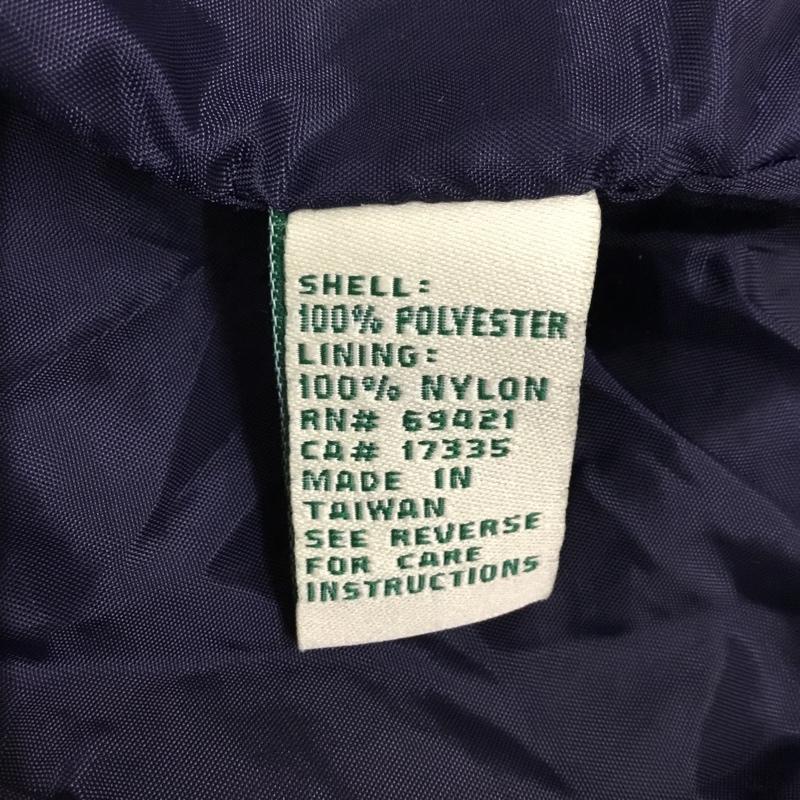 SHELL:
100% POLYESTER
LINING:
100% NYLON
RN# 69421
CA# 17335
MADE IN
TAIWAN
SEE REVERSE
FOR CARE
INSTRUCTIONS